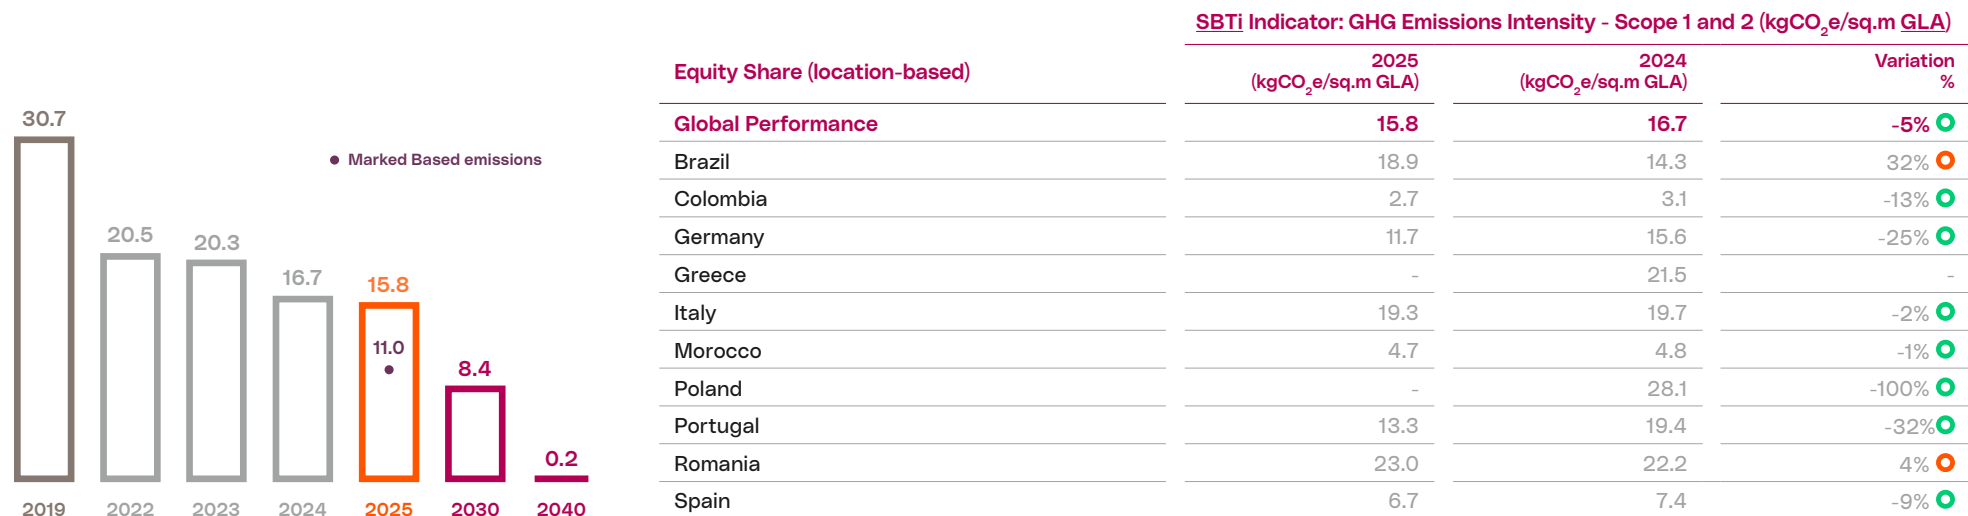 30.7
20.5
20.3
16.7
15.8
11.0
8.4
0.2
Marked Based emissions
2019 2022 2023 2024 2025 2030 2040
SBTi Indicator: GHG Emissions Intensity - Scope 1 and 2 (kgCO2e/sq.m GLA)
Equity Share (location-based) 2025 (kgCO2e/sq.m GLA) 2024 (kgCO2e/sq.m GLA) Variation %
Global Performance 15.8 16.7 -5%
Brazil 18.9 14.3 32%
Colombia 2.7 3.1 -13%
Germany 11.7 15.6 -25%
Greece - 21.5 -
Italy 19.3 19.7 -2%
Morocco 4.7 4.8 -1%
Poland - 28.1 -100%
Portugal 13.3 19.4 -32%
Romania 23.0 22.2 4%
Spain 6.7 7.4 -9%